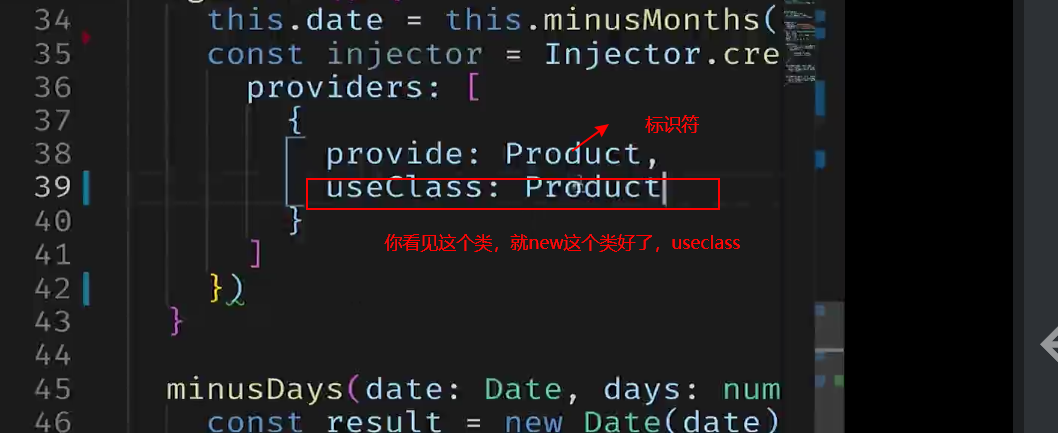 34 this.date = this.minusMonths(
35 const injector = Injector.cre
36 providers: [
37 {
标识符
38 provide: Product,
39 useClass: Product
40 }
你看见这个类，就new这个类好了，useclass
41 ]
42 })
43 }
44
45 minusDays(date: Date, days: num
46 const result = new Date(date)